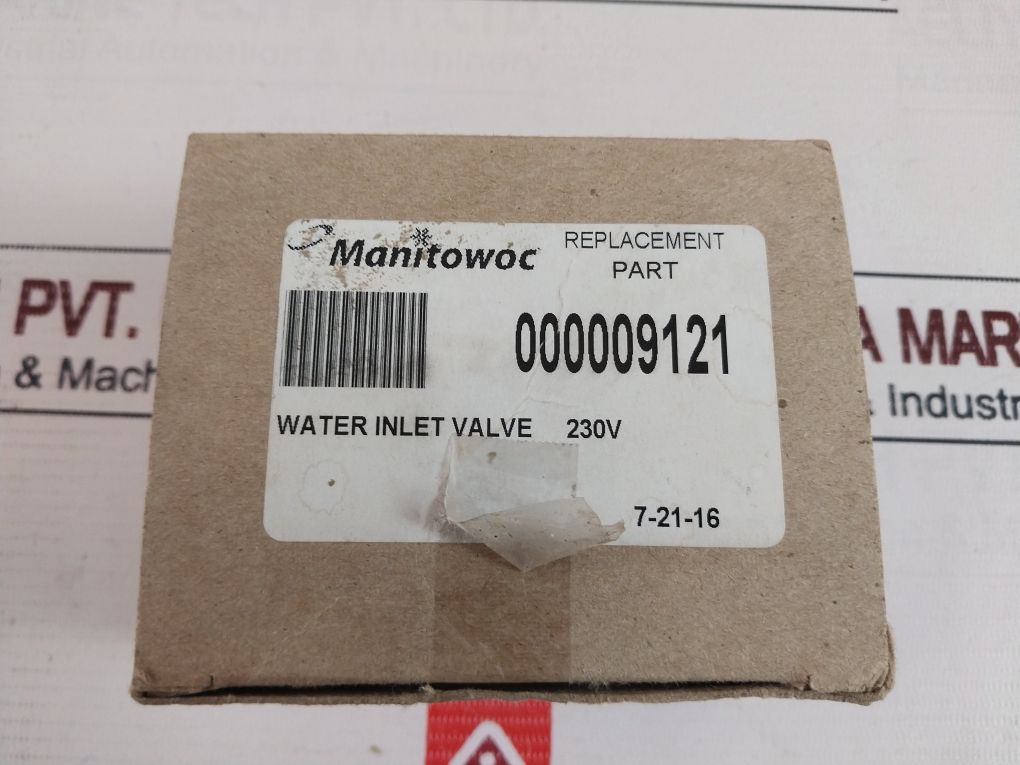 Manitowoc
REPLACEMENT
PART
000009121
WATER INLET VALVE 230V
7-21-16
PVT.
& Mach
A MAR
Industr